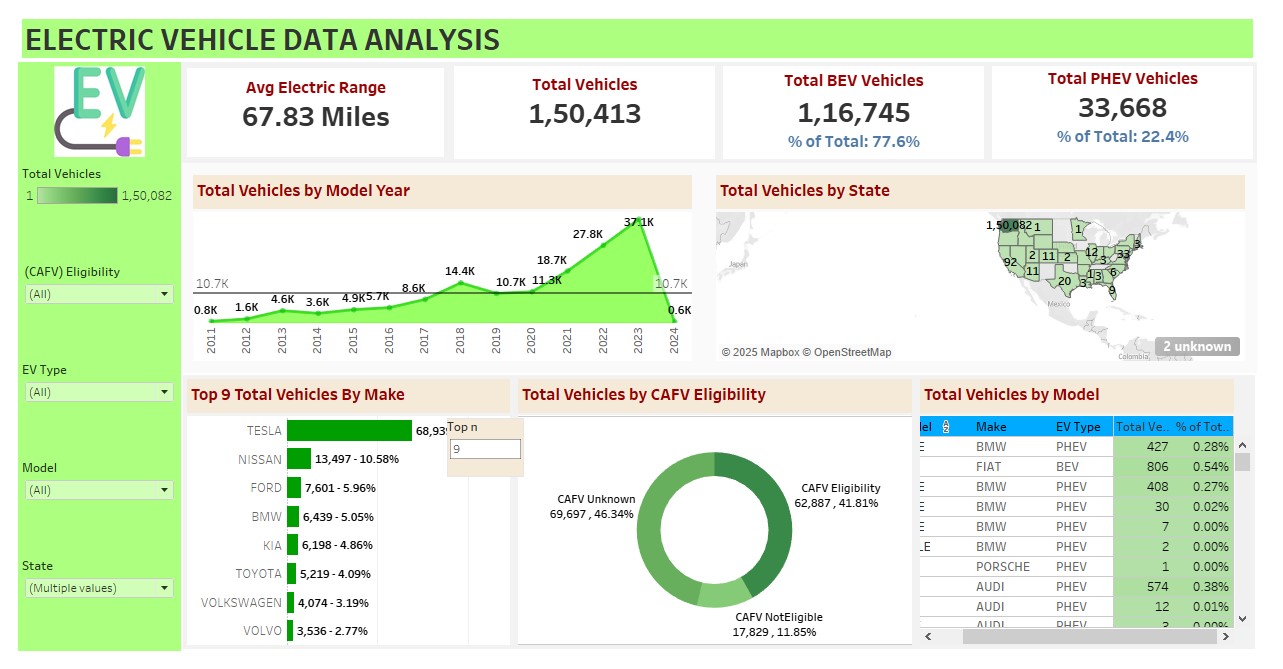 ELECTRIC VEHICLE DATA ANALYSIS
EV
Avg Electric Range
67.83 Miles
Total Vehicles
1,50,413
Total BEV Vehicles
1,16,745
% of Total: 77.6%
Total PHEV Vehicles
33,668
% of Total: 22.4%
Total Vehicles
1 1,50,082
(CAFV) Eligibility
(All)
EV Type
(All)
Model
(All)
State
(Multiple values)
Total Vehicles by Model Year
10.7K 10.7K
0.8K 1.6K 4.6K 3.6K 4.9K 5.7K 8.6K 14.4K 10.7K 11.3K 18.7K 27.8K 37.1K 0.6K
2011 2012 2013 2014 2015 2016 2017 2018 2019 2020 2021 2022 2023 2024
Total Vehicles by State
Japan
1,50,082 1 1 3
92 2 11 2 12 3 33
11 20 3 1 3 6 9
Mexico
Colombia,
© 2025 Mapbox © OpenStreetMap
2 unknown
Top 9 Total Vehicles By Make
TESLA 68,93
NISSAN 13,497 - 10.58%
FORD 7,601 - 5.96%
BMW 6,439 - 5.05%
KIA 6,198 - 4.86%
TOYOTA 5,219 - 4.09%
VOLKSWAGEN 4,074 - 3.19%
VOLVO 3,536 - 2.77%
Top n
9
Total Vehicles by CAFV Eligibility
CAFV Unknown
69,697 , 46.34%
CAFV Eligibility
62,887 , 41.81%
CAFV NotEligible
17,829 , 11.85%
Total Vehicles by Model
el Make EV Type Total Ve.. % of Tot..
E BMW PHEV 427 0.28%
FIAT BEV 806 0.54%
E BMW PHEV 408 0.27%
E BMW PHEV 30 0.02%
E BMW PHEV 7 0.00%
LE BMW PHEV 2 0.00%
PORSCHE PHEV 1 0.00%
AUDI PHEV 574 0.38%
AUDI PHEV 12 0.01%
AUDI PHEV 3 0.00%